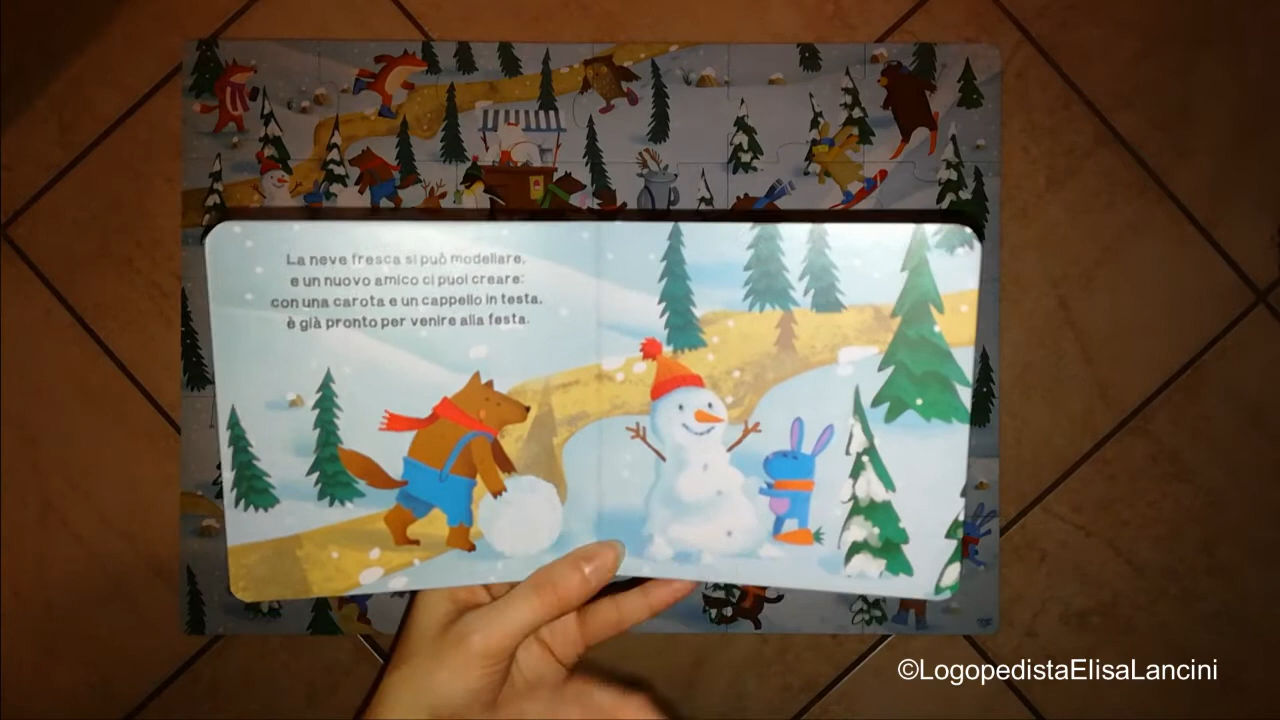 La neve fresca si può modellare,
e un nuovo amico ci puoi creare:
con una carota e un cappello in testa,
è già pronto per venire alla festa.
©LogopedistaElisaLancini